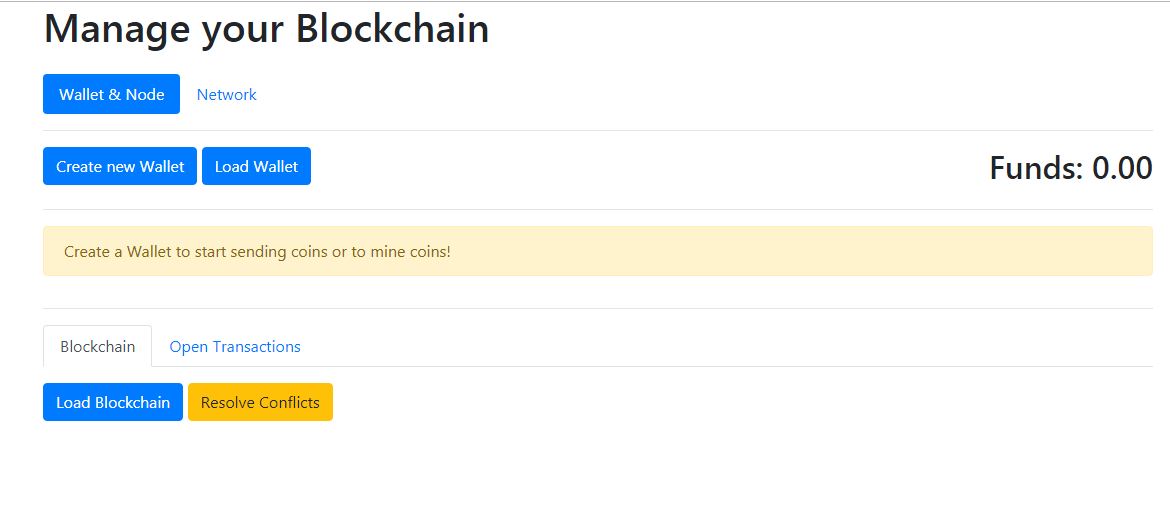 Manage your Blockchain
Wallet & Node Network
Create new Wallet Load Wallet Funds: 0.00
Create a Wallet to start sending coins or to mine coins!
Blockchain Open Transactions
Load Blockchain Resolve Conflicts